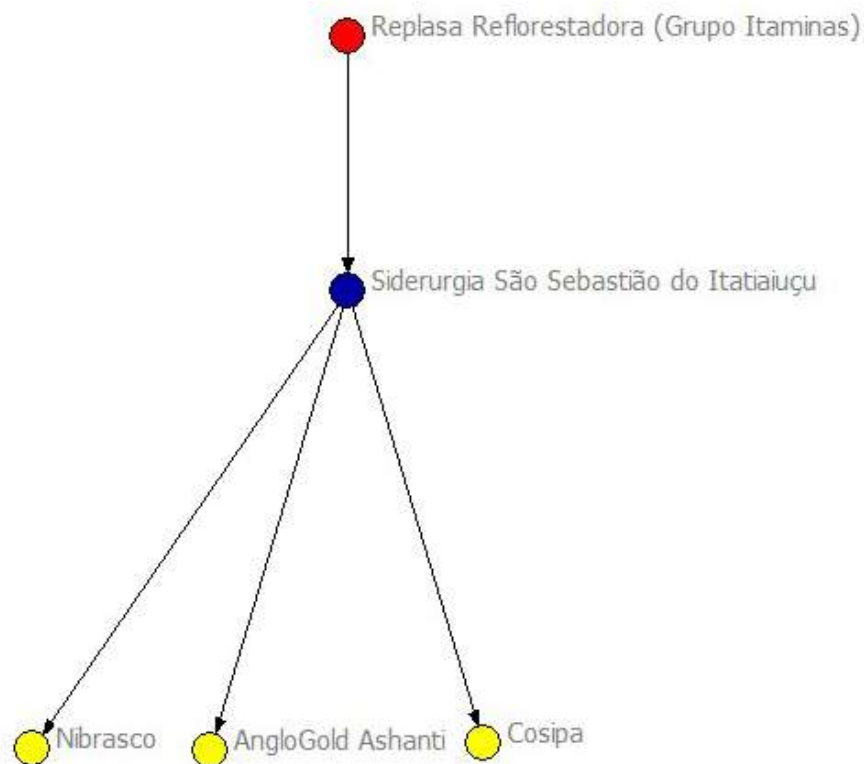 Replasa Reflorestadora (Grupo Itaminas)
Siderurgia São Sebastião do Itatiaiuçu
Nibrasco
AngloGold Ashanti
Cosipa